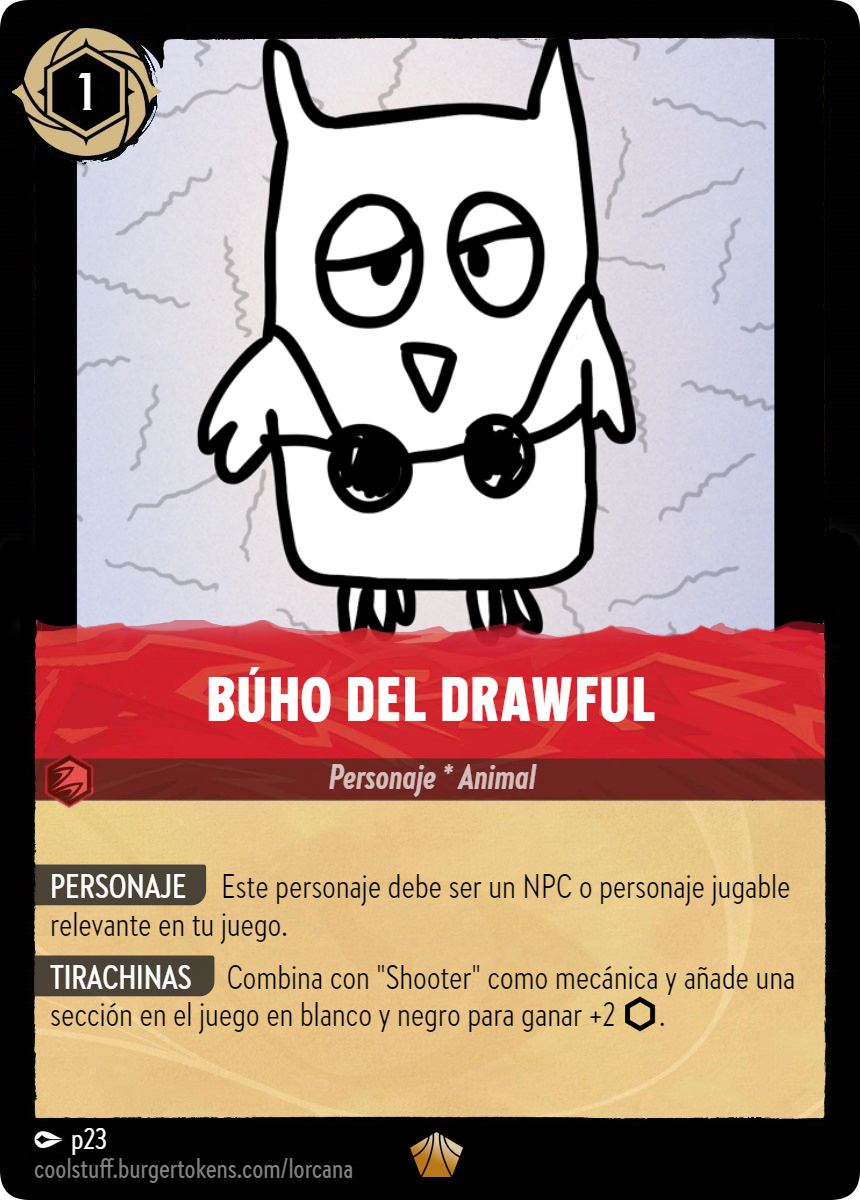 1
BÚHO DEL DRAWFUL
Personaje * Animal
PERSONAJE Este personaje debe ser un NPC o personaje jugable
relevante en tu juego.
TIRACHINAS Combina con "Shooter" como mecánica y añade una
sección en el juego en blanco y negro para ganar +2 ⬡.
p23
coolstuff.burgertokens.com/lorcana